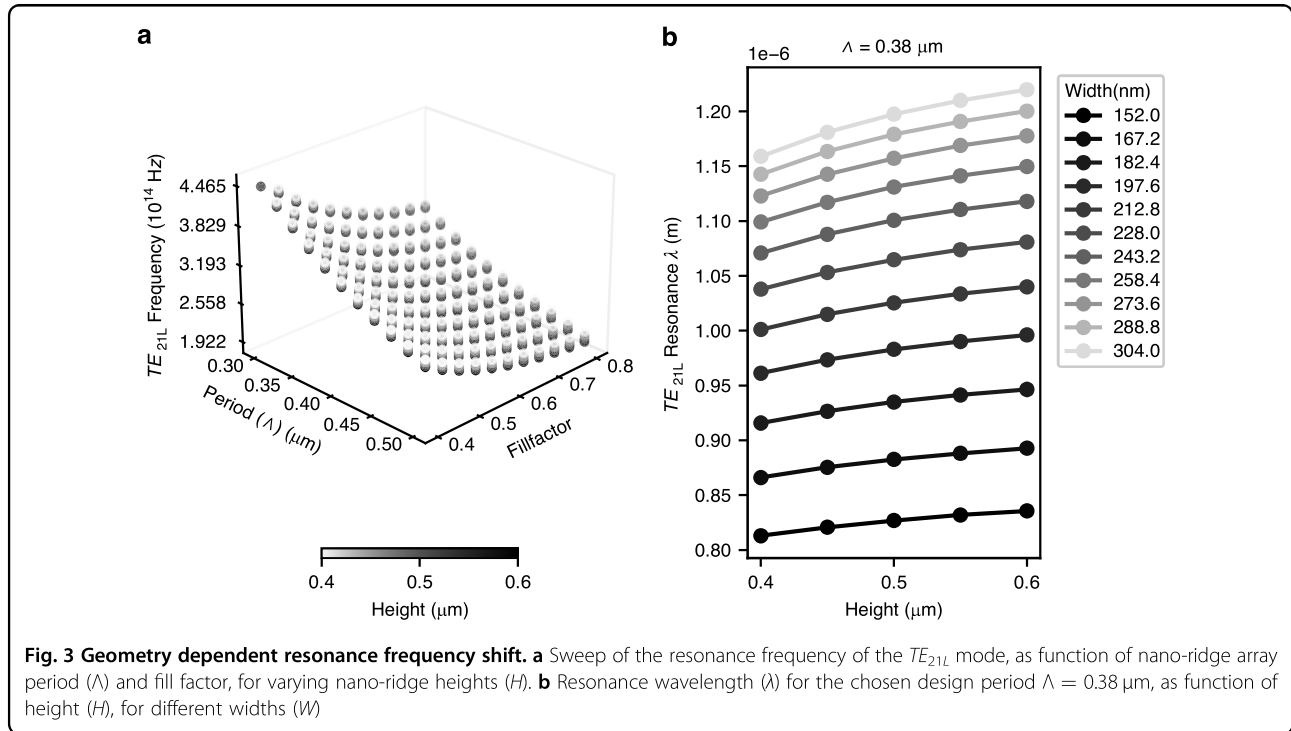 a
TE21L Frequency (10^14 Hz)
4.465
3.829
3.193
2.558
1.922
0.30
0.35
0.40
0.45
0.50
Period (Λ) (μm)
0.4
0.5
0.6
0.7
0.8
Fillfactor
0.4 0.5 0.6
Height (μm)
b
1e−6 Λ = 0.38 μm
TE21L Resonance λ (m)
1.20
1.15
1.10
1.05
1.00
0.95
0.90
0.85
0.80
0.4 0.5 0.6
Height (μm)
Width(nm)
152.0
167.2
182.4
197.6
212.8
228.0
243.2
258.4
273.6
288.8
304.0
Fig. 3 Geometry dependent resonance frequency shift. a Sweep of the resonance frequency of the TE21L mode, as function of nano-ridge array
period (Λ) and fill factor, for varying nano-ridge heights (H). b Resonance wavelength (λ) for the chosen design period Λ = 0.38 μm, as function of
height (H), for different widths (W)